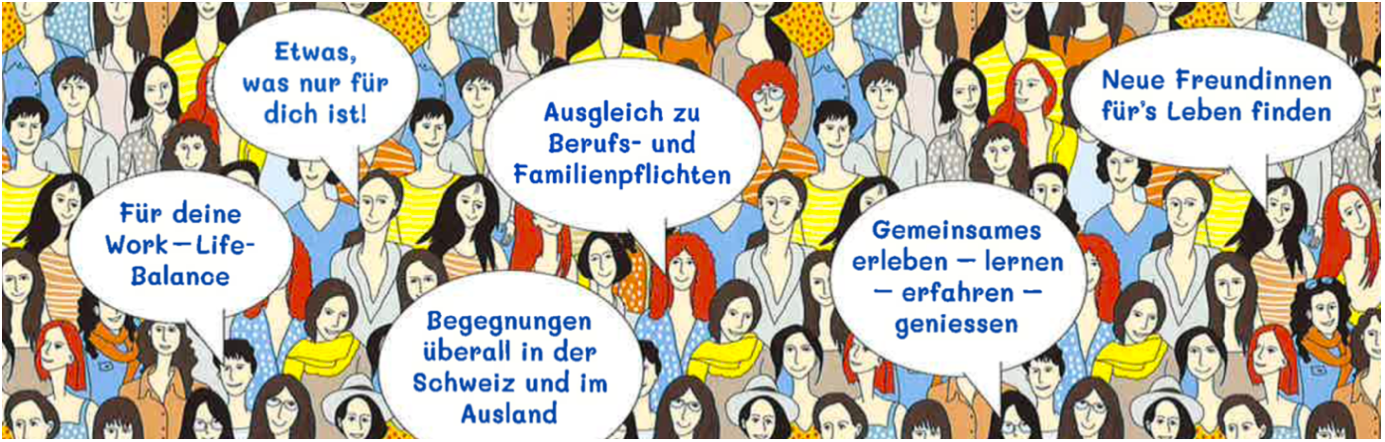 Etwas,
was nur für
dich ist!
Für deine
Work – Life-
Balance
Ausgleich zu
Berufs- und
Familienpflichten
Begegnungen
überall in der
Schweiz und im
Ausland
Gemeinsames
erleben – lernen
– erfahren –
geniessen
Neue Freundinnen
für's Leben finden